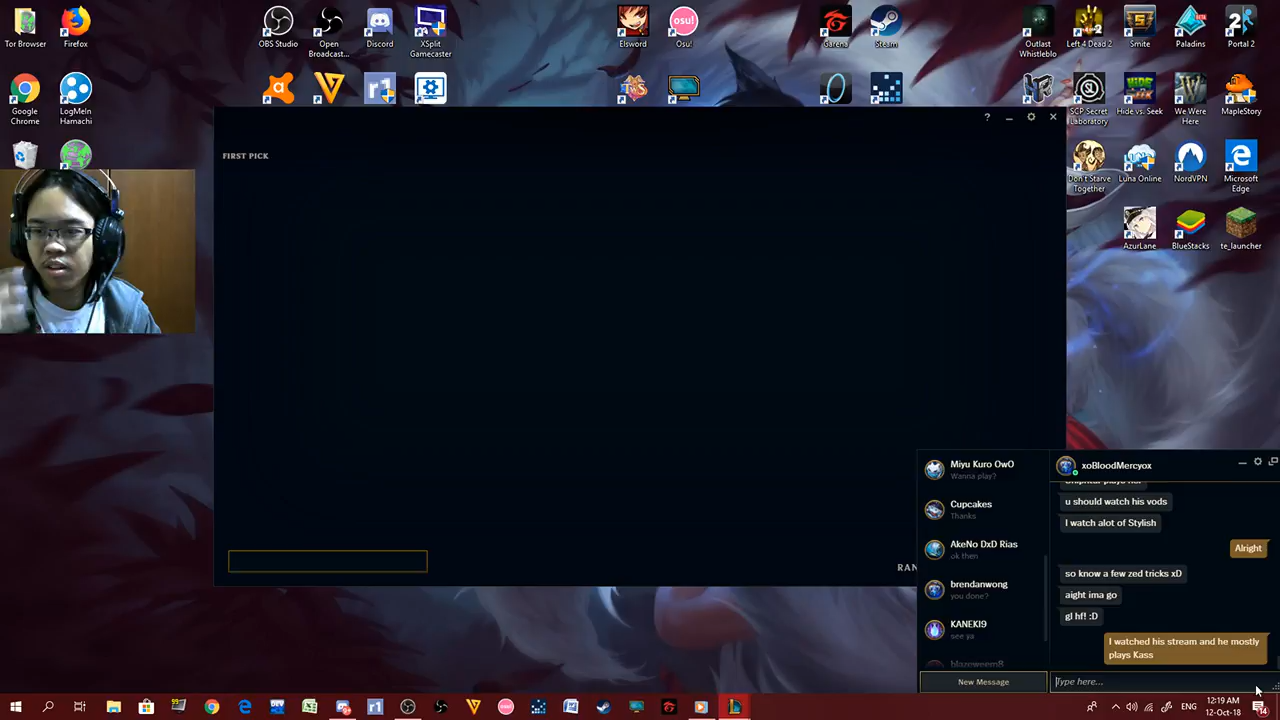 Tor Browser
Firefox
OBS Studio
Open
Broadcast...
Discord
XSplit
Gamecaster
Elsword
Osu!
Garena
Steam
Outlast
Whistleblo
Left 4 Dead 2
Smite
Paladins
Portal 2
Google
Chrome
LogMeIn
Hamachi
SCP Secret
Laboratory
Hide vs. Seek
We Were
Here
MapleStory
Don't Starve
Together
Luna Online
NordVPN
Microsoft
Edge
AzurLane
BlueStacks
te_launcher
FIRST PICK
RAN
Miyu Kuro OwO
Wanna play?
Cupcakes
Thanks
AkeNo DxD Rias
ok then
brendanwong
you done?
KANEKI9
see ya
blazeweem8
New Message
xoBloodMercyox
u should watch his vods
I watch alot of Stylish
Alright
so know a few zed tricks xD
aight ima go
gl hf! :D
I watched his stream and he mostly
plays Kass
Type here...
ENG
12:19 AM
12-Oct-18
14